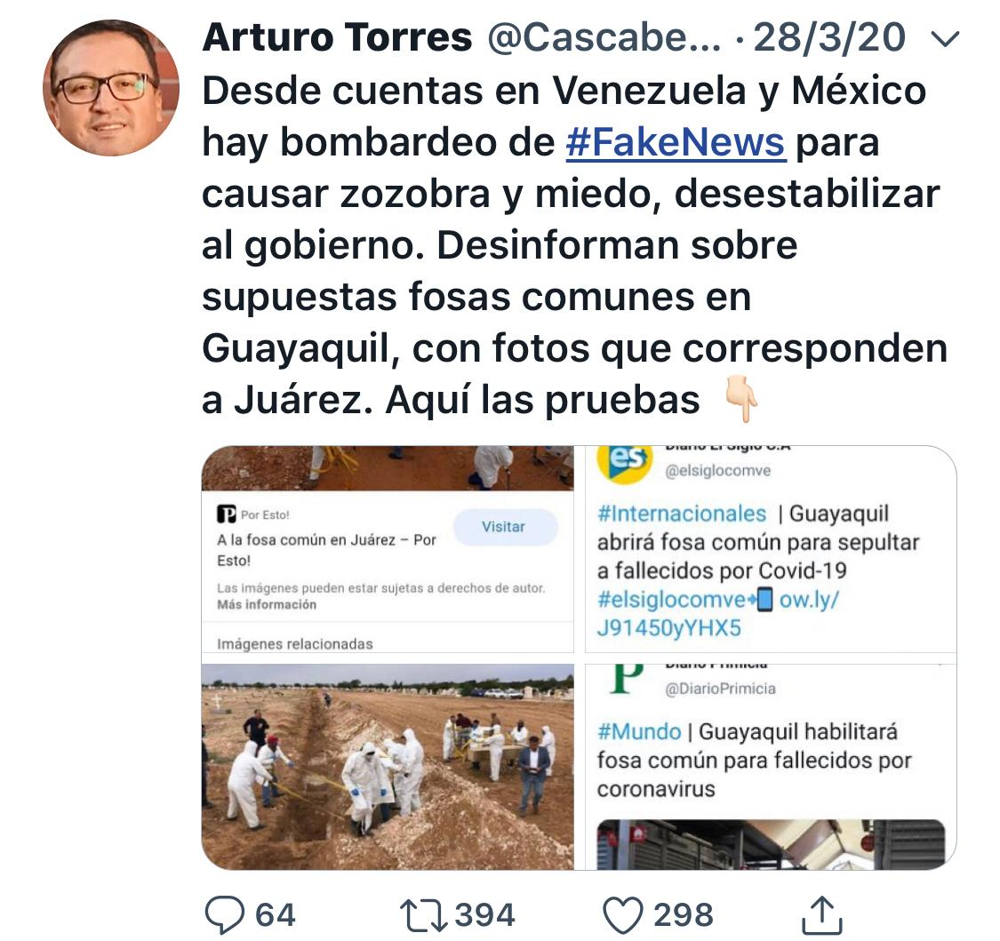 Arturo Torres @Cascabe... · 28/3/20
Desde cuentas en Venezuela y México
hay bombardeo de #FakeNews para
causar zozobra y miedo, desestabilizar
al gobierno. Desinforman sobre
supuestas fosas comunes en
Guayaquil, con fotos que corresponden
a Juárez. Aquí las pruebas 👇🏻
P Por Esto!
A la fosa común en Juárez – Por
Esto!
Visitar
Las imágenes pueden estar sujetas a derechos de autor.
Más información
Imágenes relacionadas
es
Diario El Siglo C.A
@elsiglocomve
#Internacionales | Guayaquil
abrirá fosa común para sepultar
a fallecidos por Covid-19
#elsiglocomve📲 ow.ly/
J91450yYHX5
P
Diario Primicia
@DiarioPrimicia
#Mundo | Guayaquil habilitará
fosa común para fallecidos por
coronavirus
64
394
298